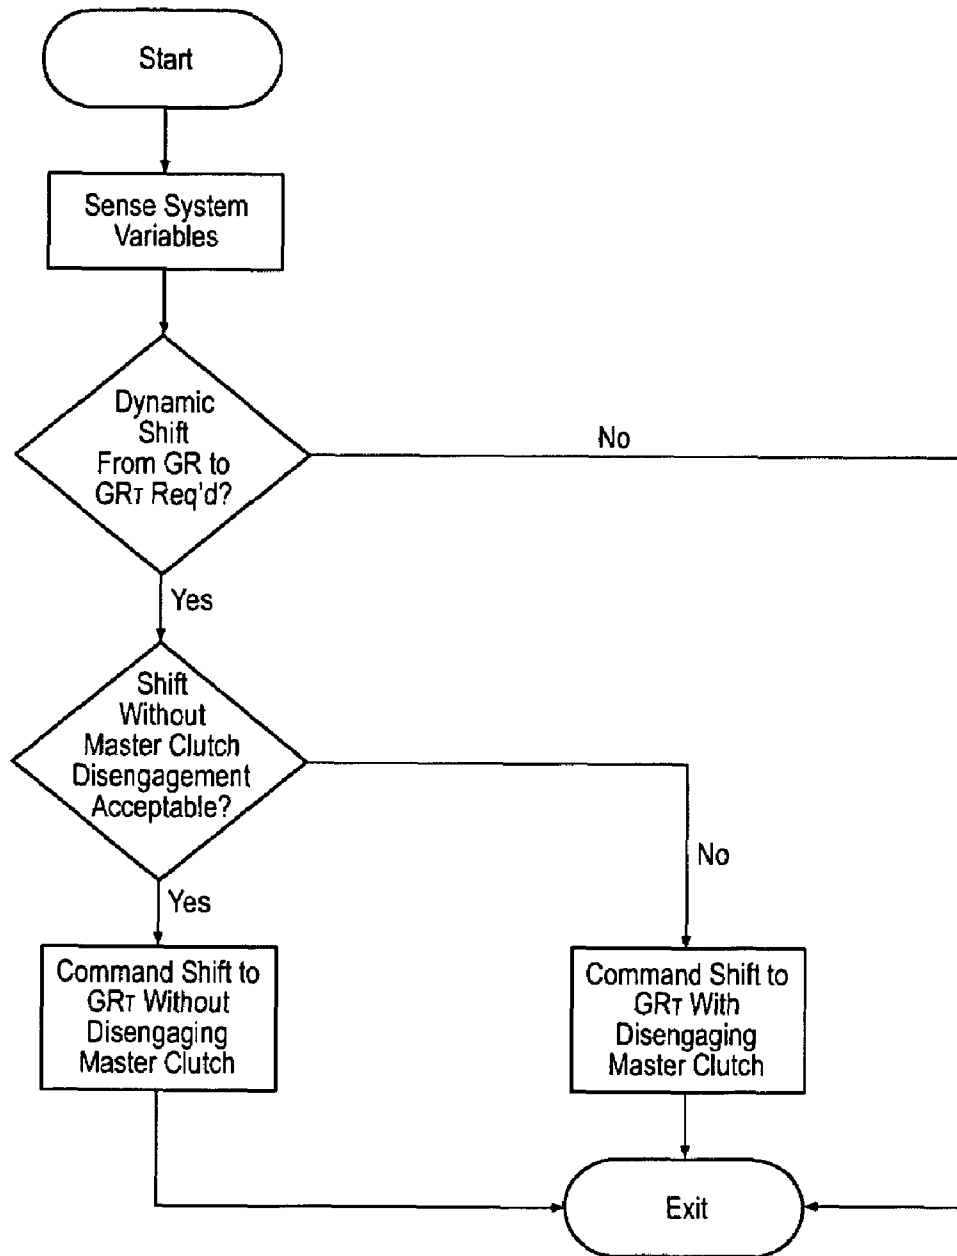 Start
Sense System
Variables
Dynamic
Shift
From GR to
GRT Req'd?
No
Yes
Shift
Without
Master Clutch
Disengagement
Acceptable?
No
Yes
Command Shift to
GRT Without
Disengaging
Master Clutch
Command Shift to
GRT With
Disengaging
Master Clutch
Exit